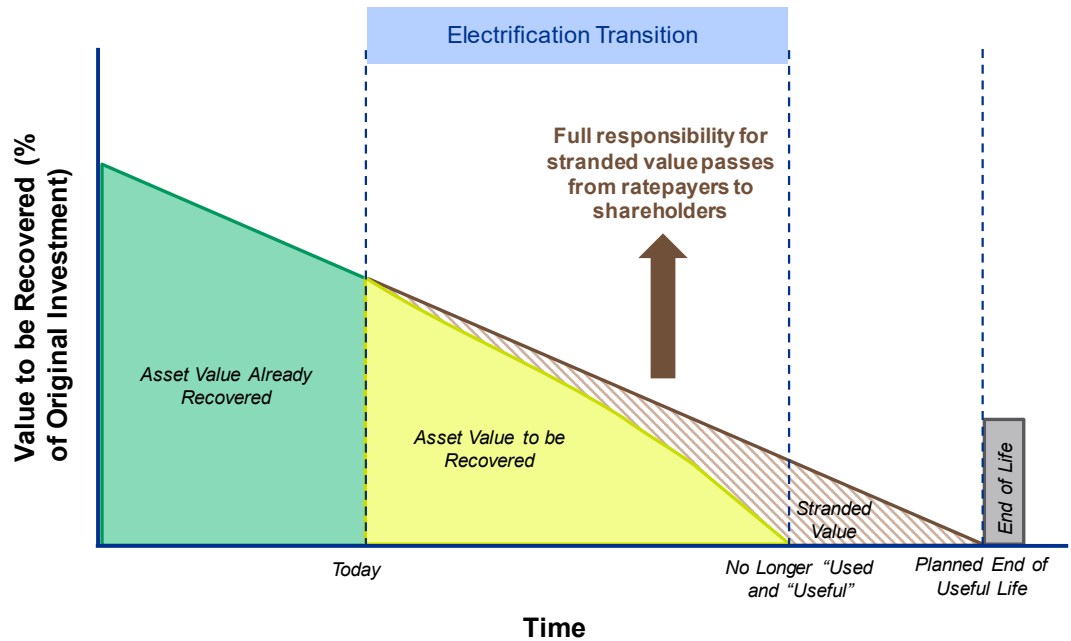 Electrification Transition
Full responsibility for
stranded value passes
from ratepayers to
shareholders
Value to be Recovered (%
of Original Investment)
Asset Value Already
Recovered
Asset Value to be
Recovered
Stranded
Value
End of Life
Today
No Longer “Used
and “Useful”
Planned End of
Useful Life
Time